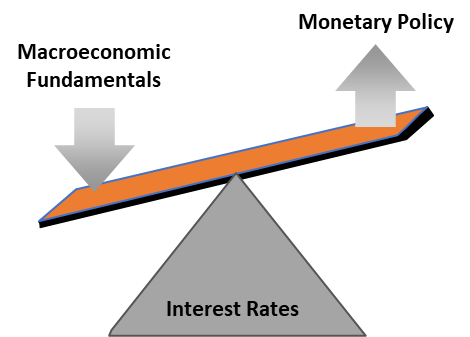 Monetary Policy
Macroeconomic
Fundamentals
Interest Rates